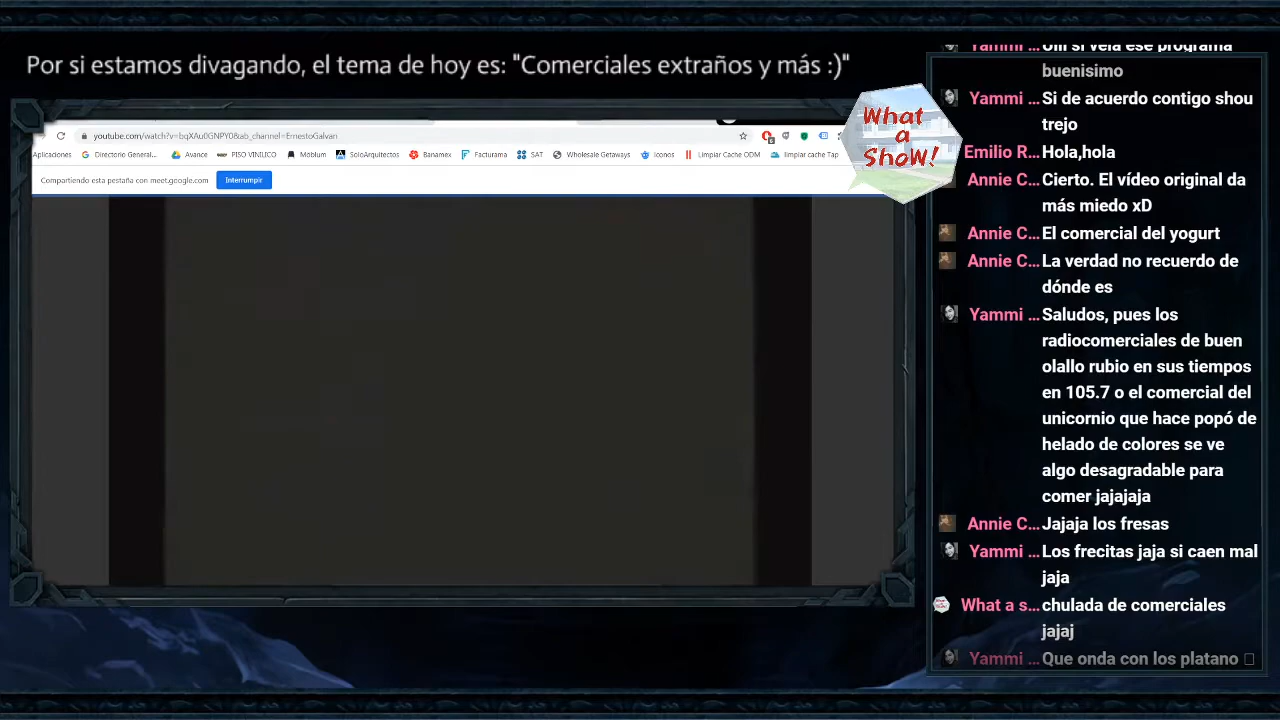 Por si estamos divagando, el tema de hoy es: "Comerciales extraños y más :)"
What
a
ShoW!
youtube.com/watch?v=bqXAu0GNPY0&ab_channel=ErnestoGalvan
Aplicaciones
Directorio General...
Avance
PISO VINILICO
Möblum
SoloArquitectos
Banamex
Facturama
SAT
Wholesale Getaways
Iconos
Limpiar Cache ODM
limpiar cache Tap
Compartiendo esta pestaña con meet.google.com
Interrumpir
Yammi ... si veía ese programa
buenisimo
Yammi ... Si de acuerdo contigo shou
trejo
Emilio R... Hola,hola
Annie C... Cierto. El vídeo original da
más miedo xD
Annie C... El comercial del yogurt
Annie C... La verdad no recuerdo de
dónde es
Yammi ... Saludos, pues los
radiocomerciales de buen
olallo rubio en sus tiempos
en 105.7 o el comercial del
unicornio que hace popó de
helado de colores se ve
algo desagradable para
comer jajajaja
Annie C... Jajaja los fresas
Yammi ... Los frecitas jaja si caen mal
jaja
What a s... chulada de comerciales
jajaj
Yammi ... Que onda con los platano